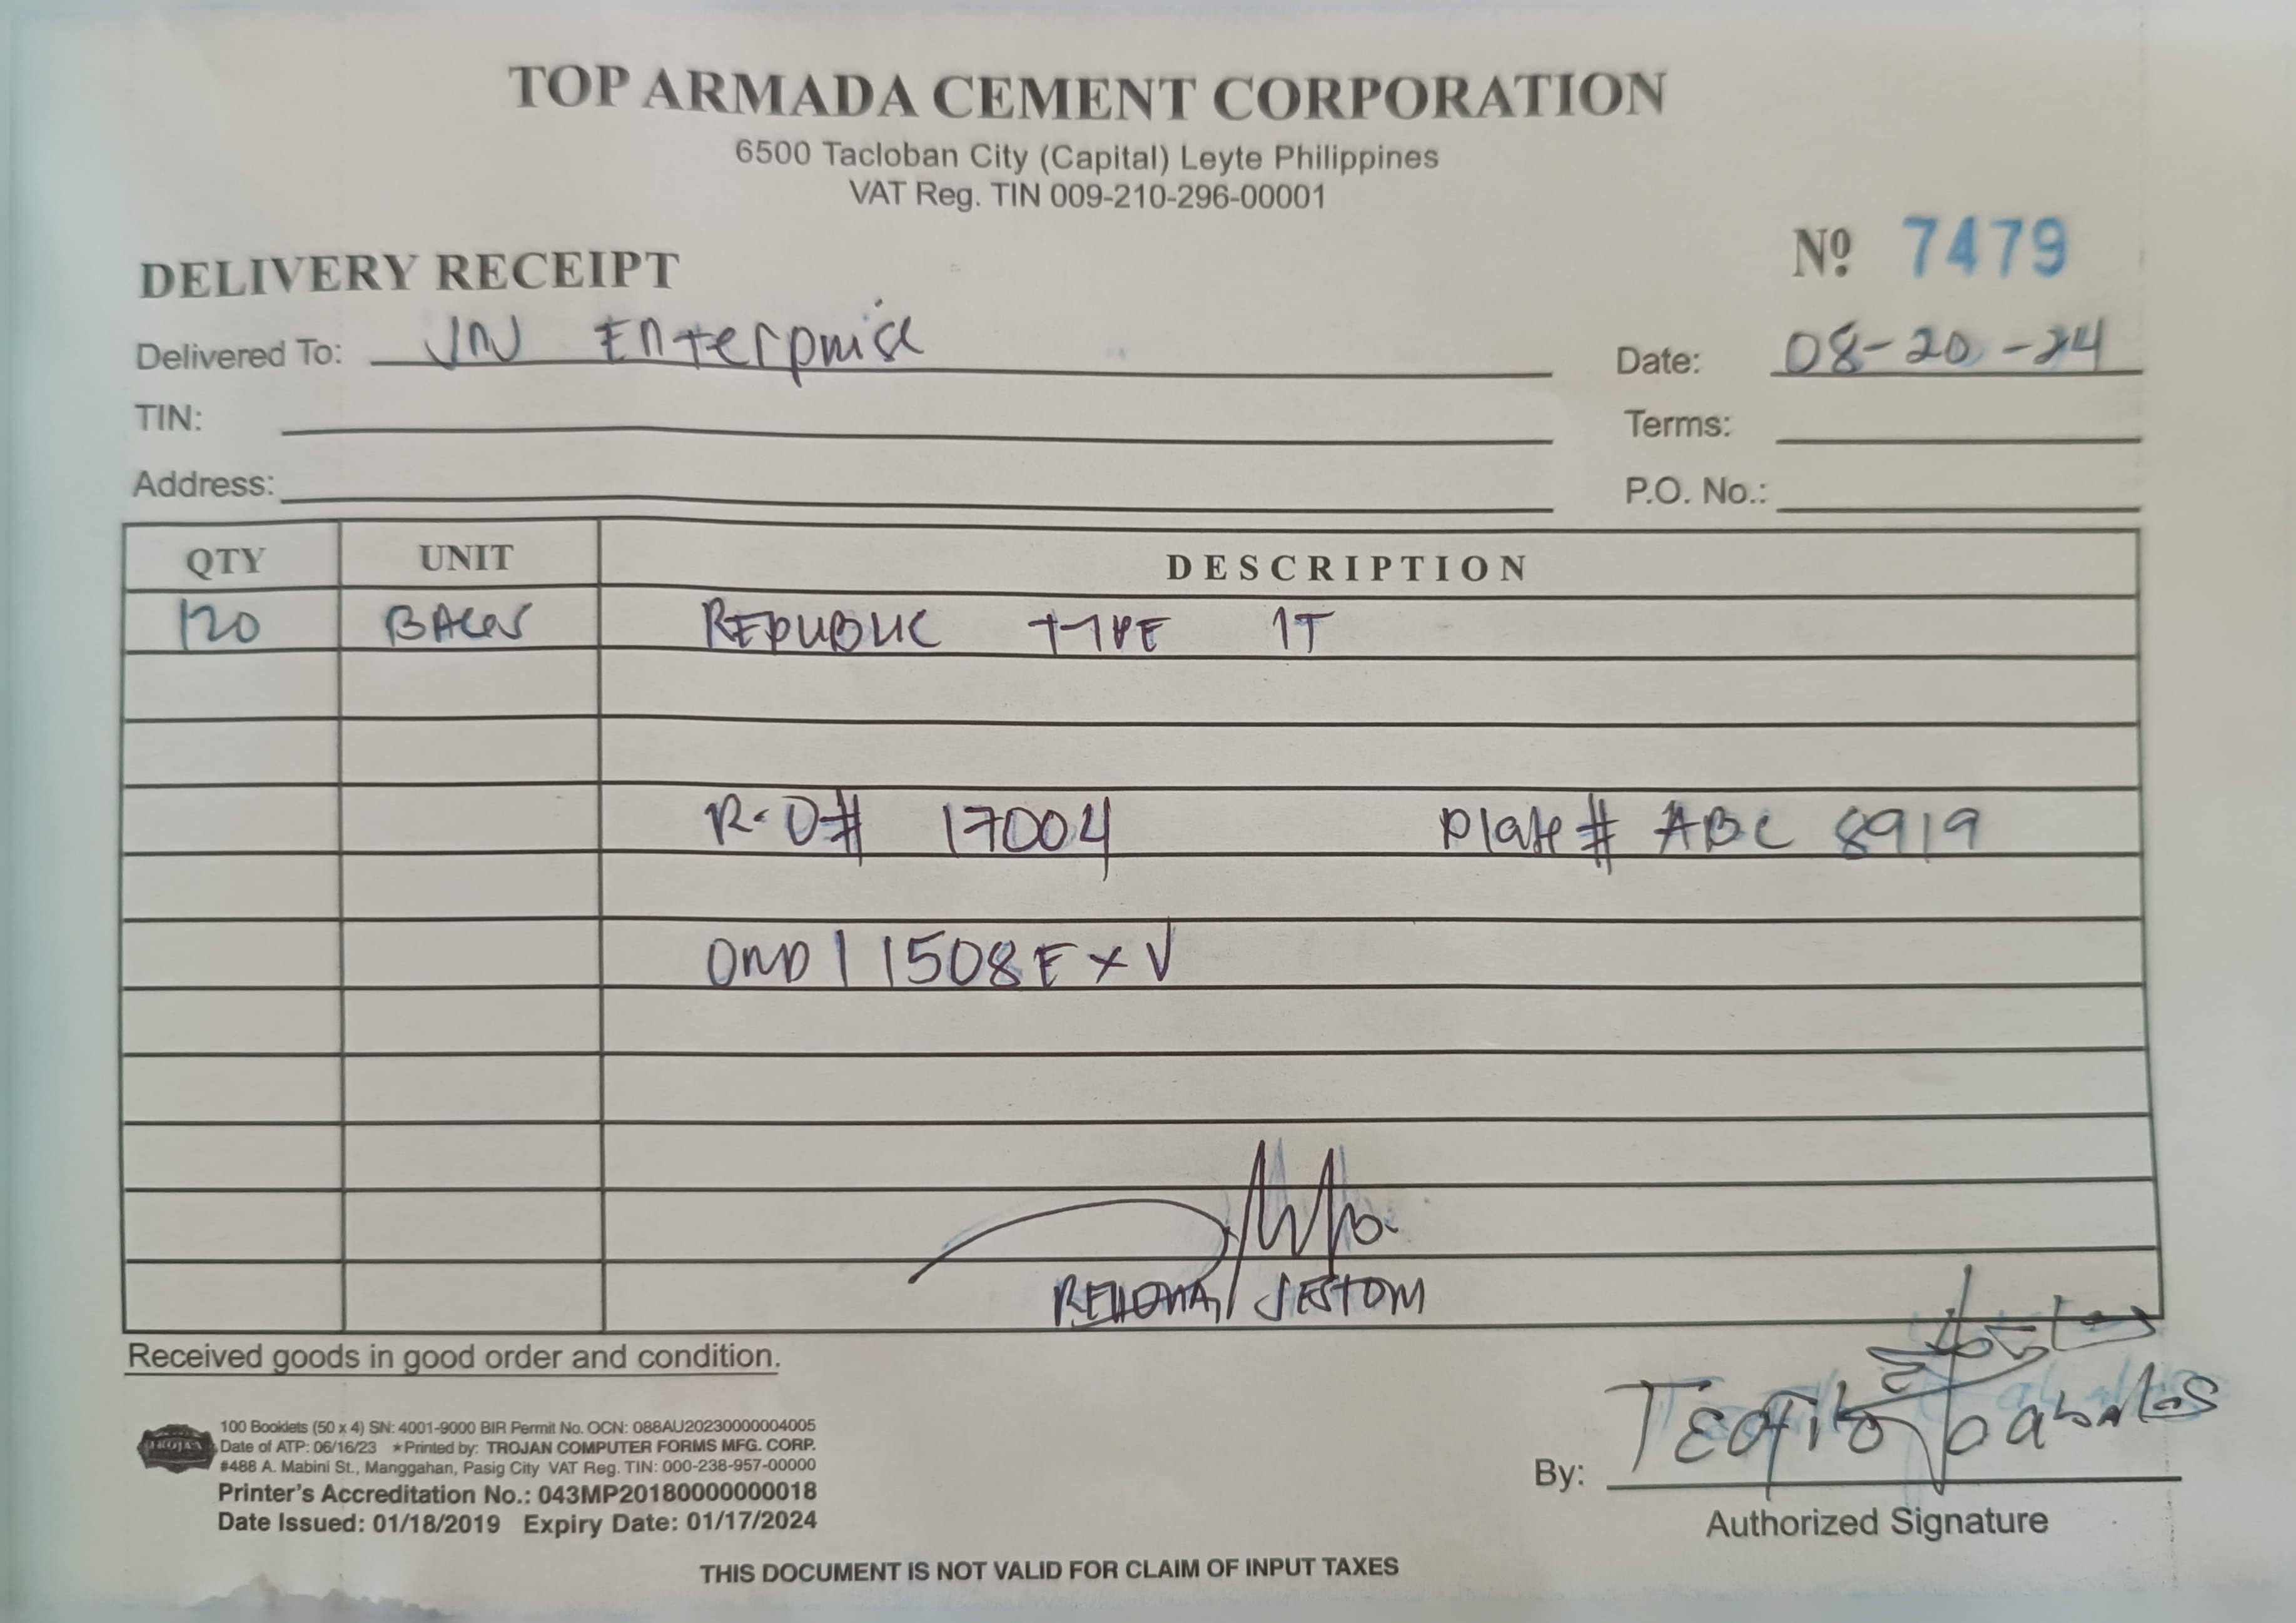 TOP ARMADA CEMENT CORPORATION
6500 Tacloban City (Capital) Leyte Philippines
VAT Reg. TIN 009-210-296-00001
DELIVERY RECEIPT
Nº 7479
Delivered To: JN Enterprise
Date: 08-20-24
TIN:
Terms:
Address:
P.O. No.:
QTY UNIT DESCRIPTION
120 BAGS REPUBLIC TYPE 1T
R-O# 17004 Plate # ABC 8919
OMD11508EXV
JESTOM
Received goods in good order and condition.
TROJAN
100 Booklets (50 x 4) SN: 4001-9000 BIR Permit No. OCN: 088AU20230000004005
Date of ATP: 06/16/23 ★Printed by: TROJAN COMPUTER FORMS MFG. CORP.
#488 A. Mabini St., Manggahan, Pasig City VAT Reg. TIN: 000-238-957-00000
Printer's Accreditation No.: 043MP20180000000018
Date Issued: 01/18/2019 Expiry Date: 01/17/2024
By: Teofilo
Authorized Signature
THIS DOCUMENT IS NOT VALID FOR CLAIM OF INPUT TAXES